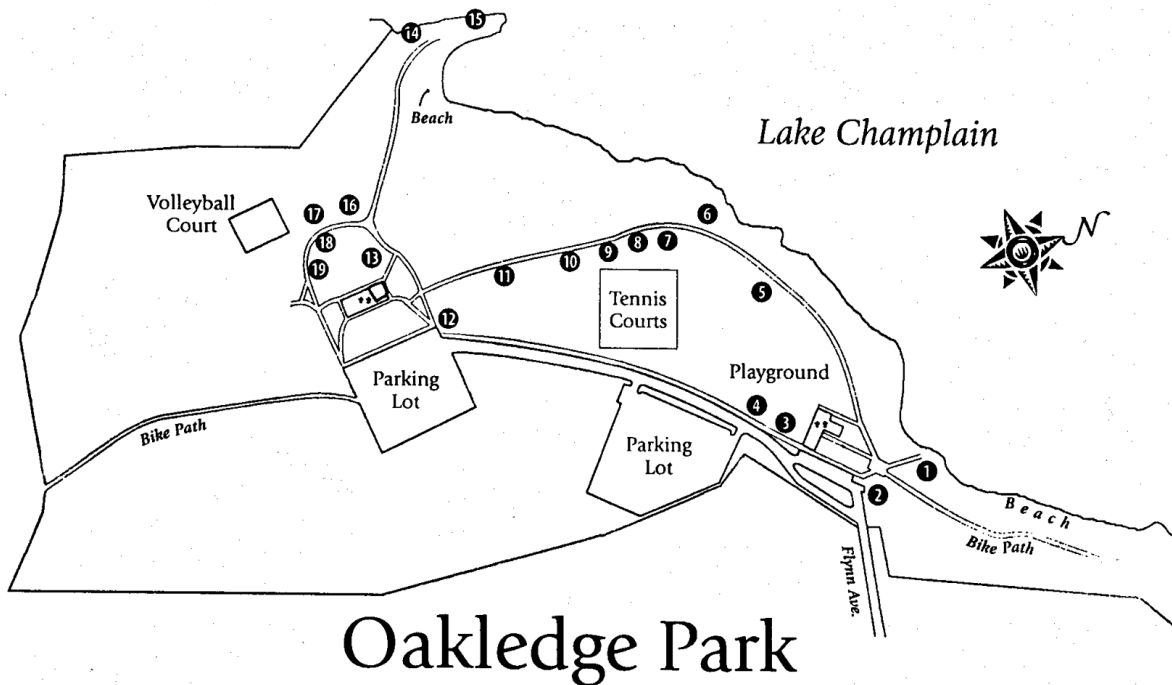 15
14
Beach
Lake Champlain
N
Volleyball
Court
17
16
18
19
13
6
9
8
7
10
11
5
12
Tennis
Courts
Playground
Parking
Lot
4
3
Bike Path
Parking
Lot
1
2
Beach
Bike Path
Flynn Ave.
Oakledge Park